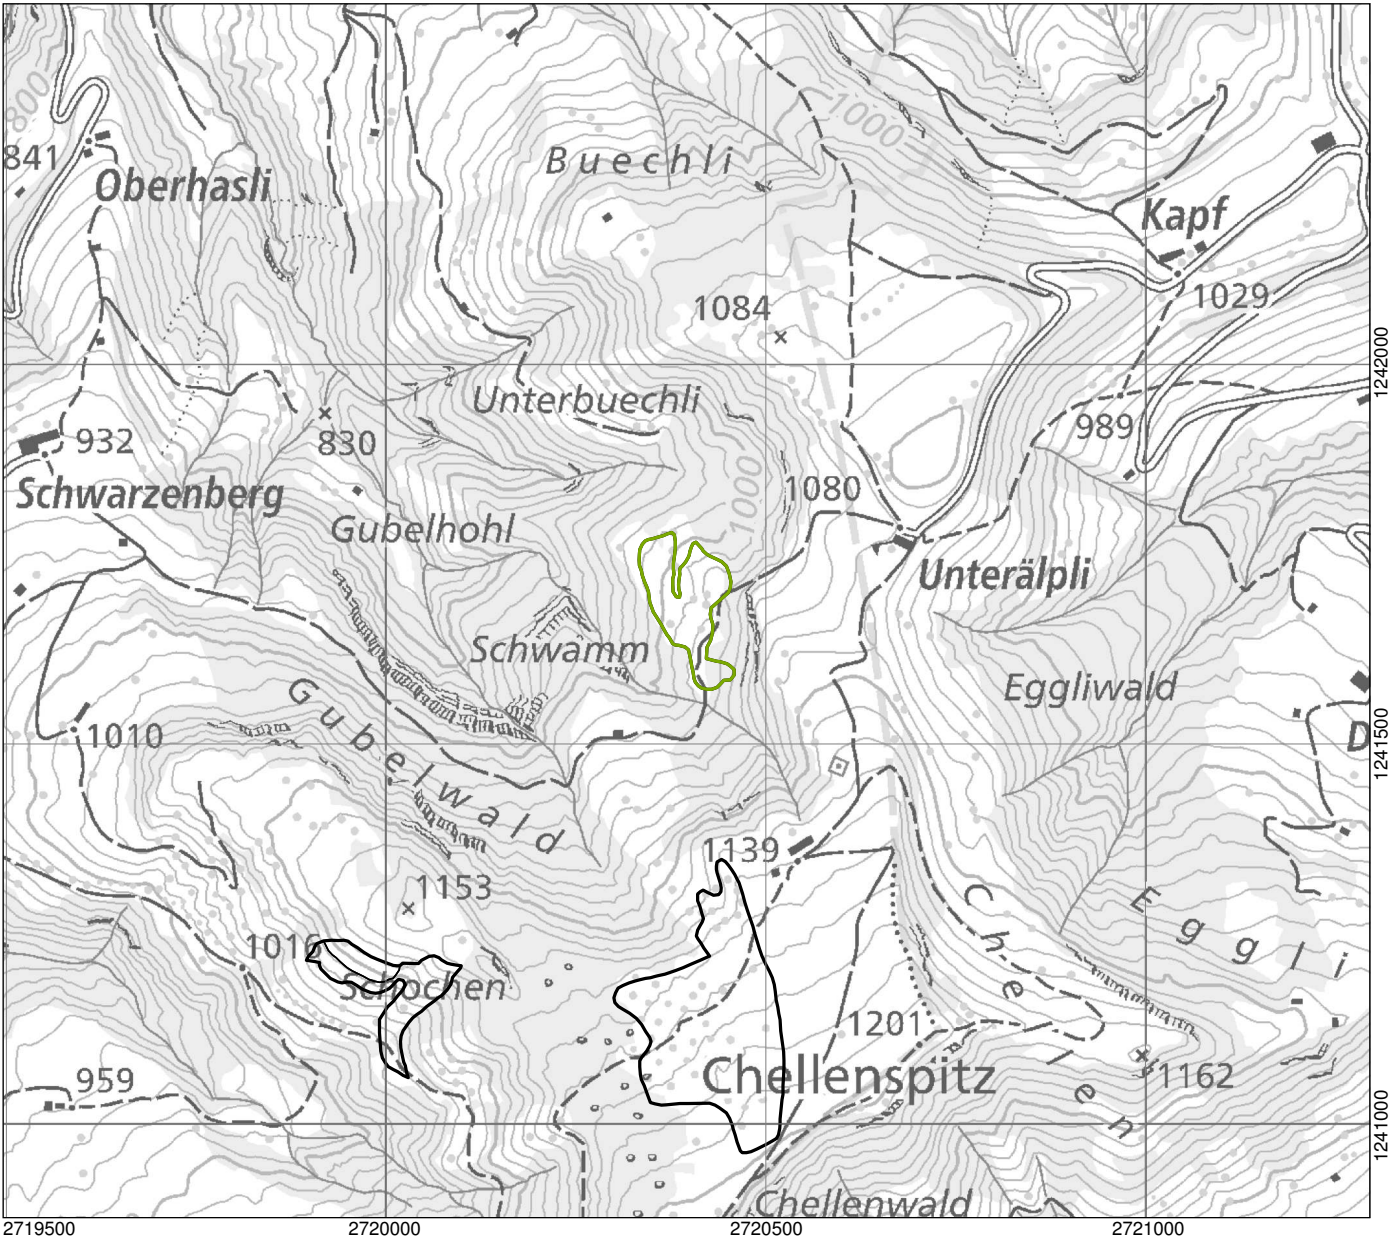 800
841
Oberhasli
Buechli
1000
Kapf
1029
1084
1242000
Unterbuechli
932
830
989
Schwarzenberg
Gubelhohl
1000
1080
Unterälpli
Schwamm
Eggliwald
Gubelwald
1010
1241500
D
1139
1153
Chellen
Eggli
1016
Schochen
1201
Chellenspitz
959
1162
1241000
Chellenwald
2719500
2720000
2720500
2721000